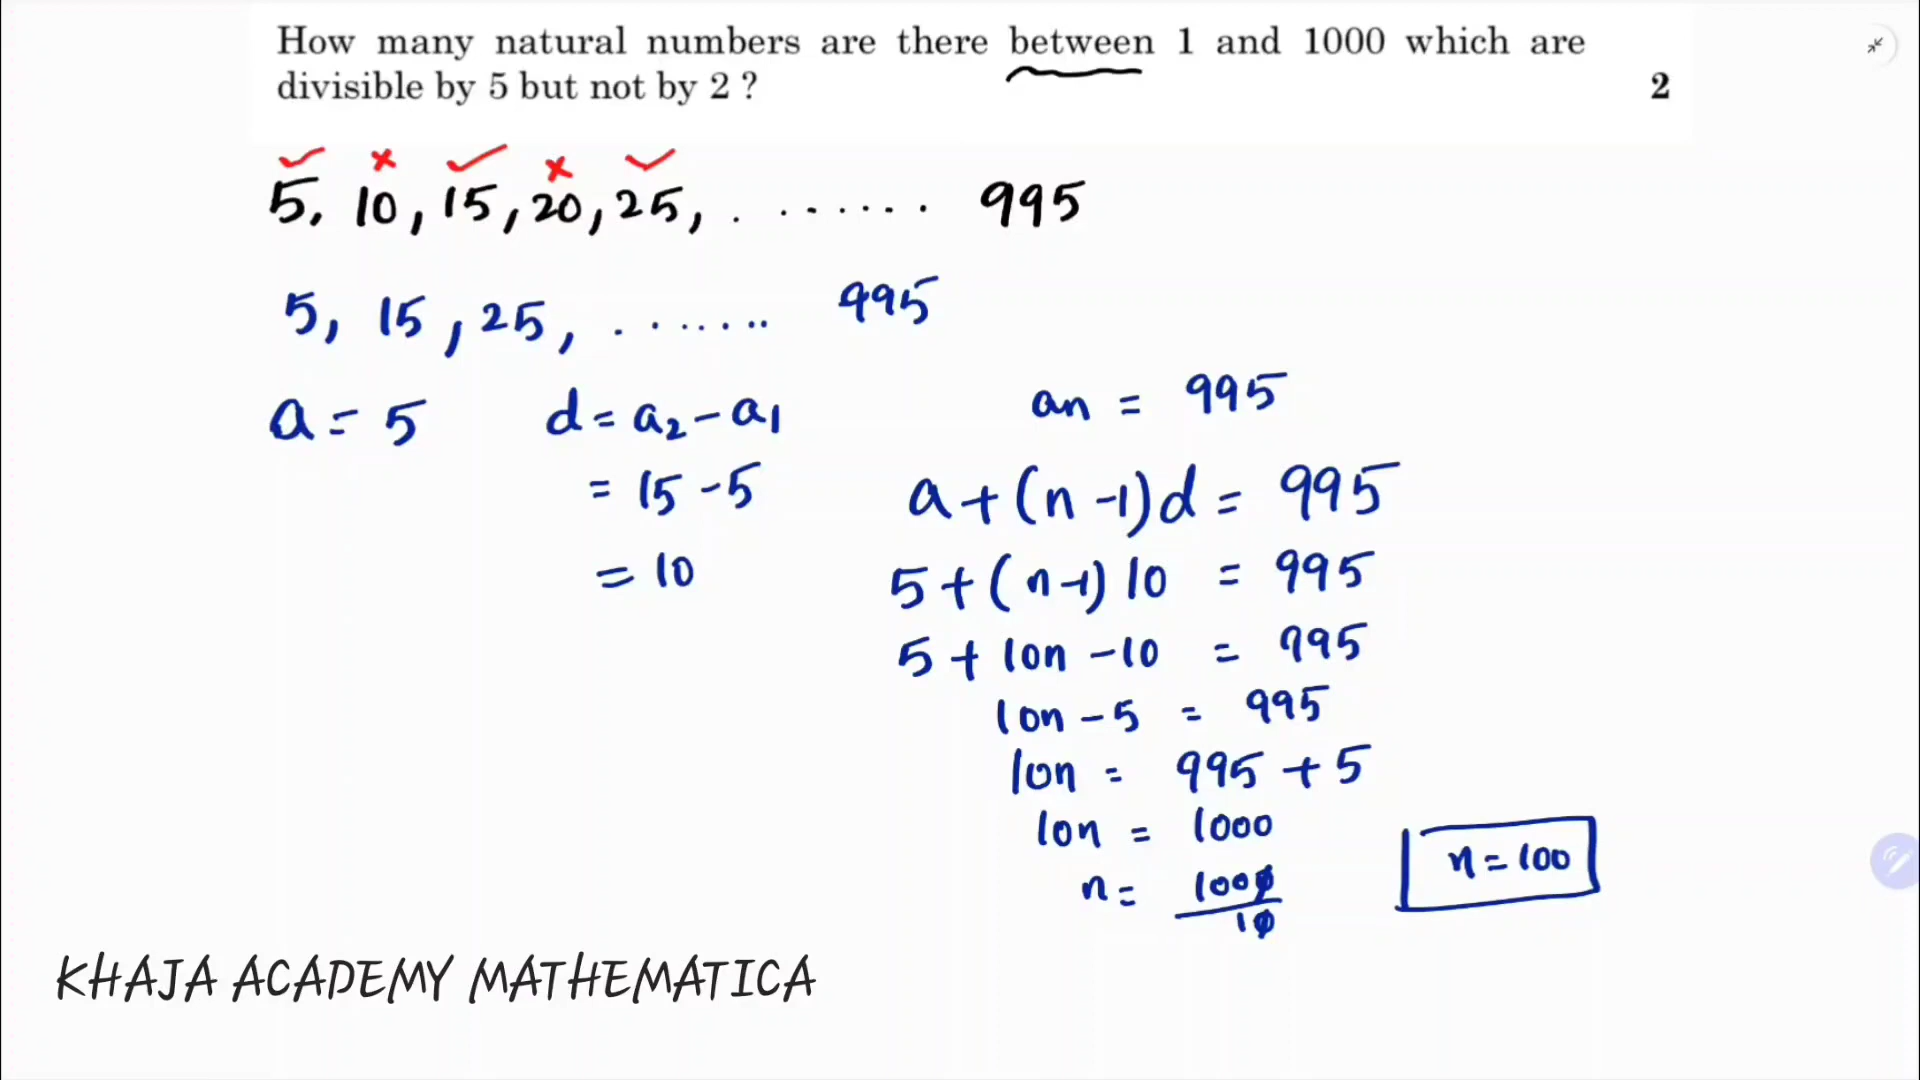 How many natural numbers are there between 1 and 1000 which are
divisible by 5 but not by 2 ?
2
5, 10, 15, 20, 25, . . . . . . . 995
5, 15, 25, . . . . . . . 995
a = 5
d = a2 - a1
= 15 - 5
= 10
an = 995
a + (n - 1)d = 995
5 + (n - 1) 10 = 995
5 + 10n - 10 = 995
10n - 5 = 995
10n = 995 + 5
10n = 1000
n = 1000/10
n = 100
KHAJA ACADEMY MATHEMATICA